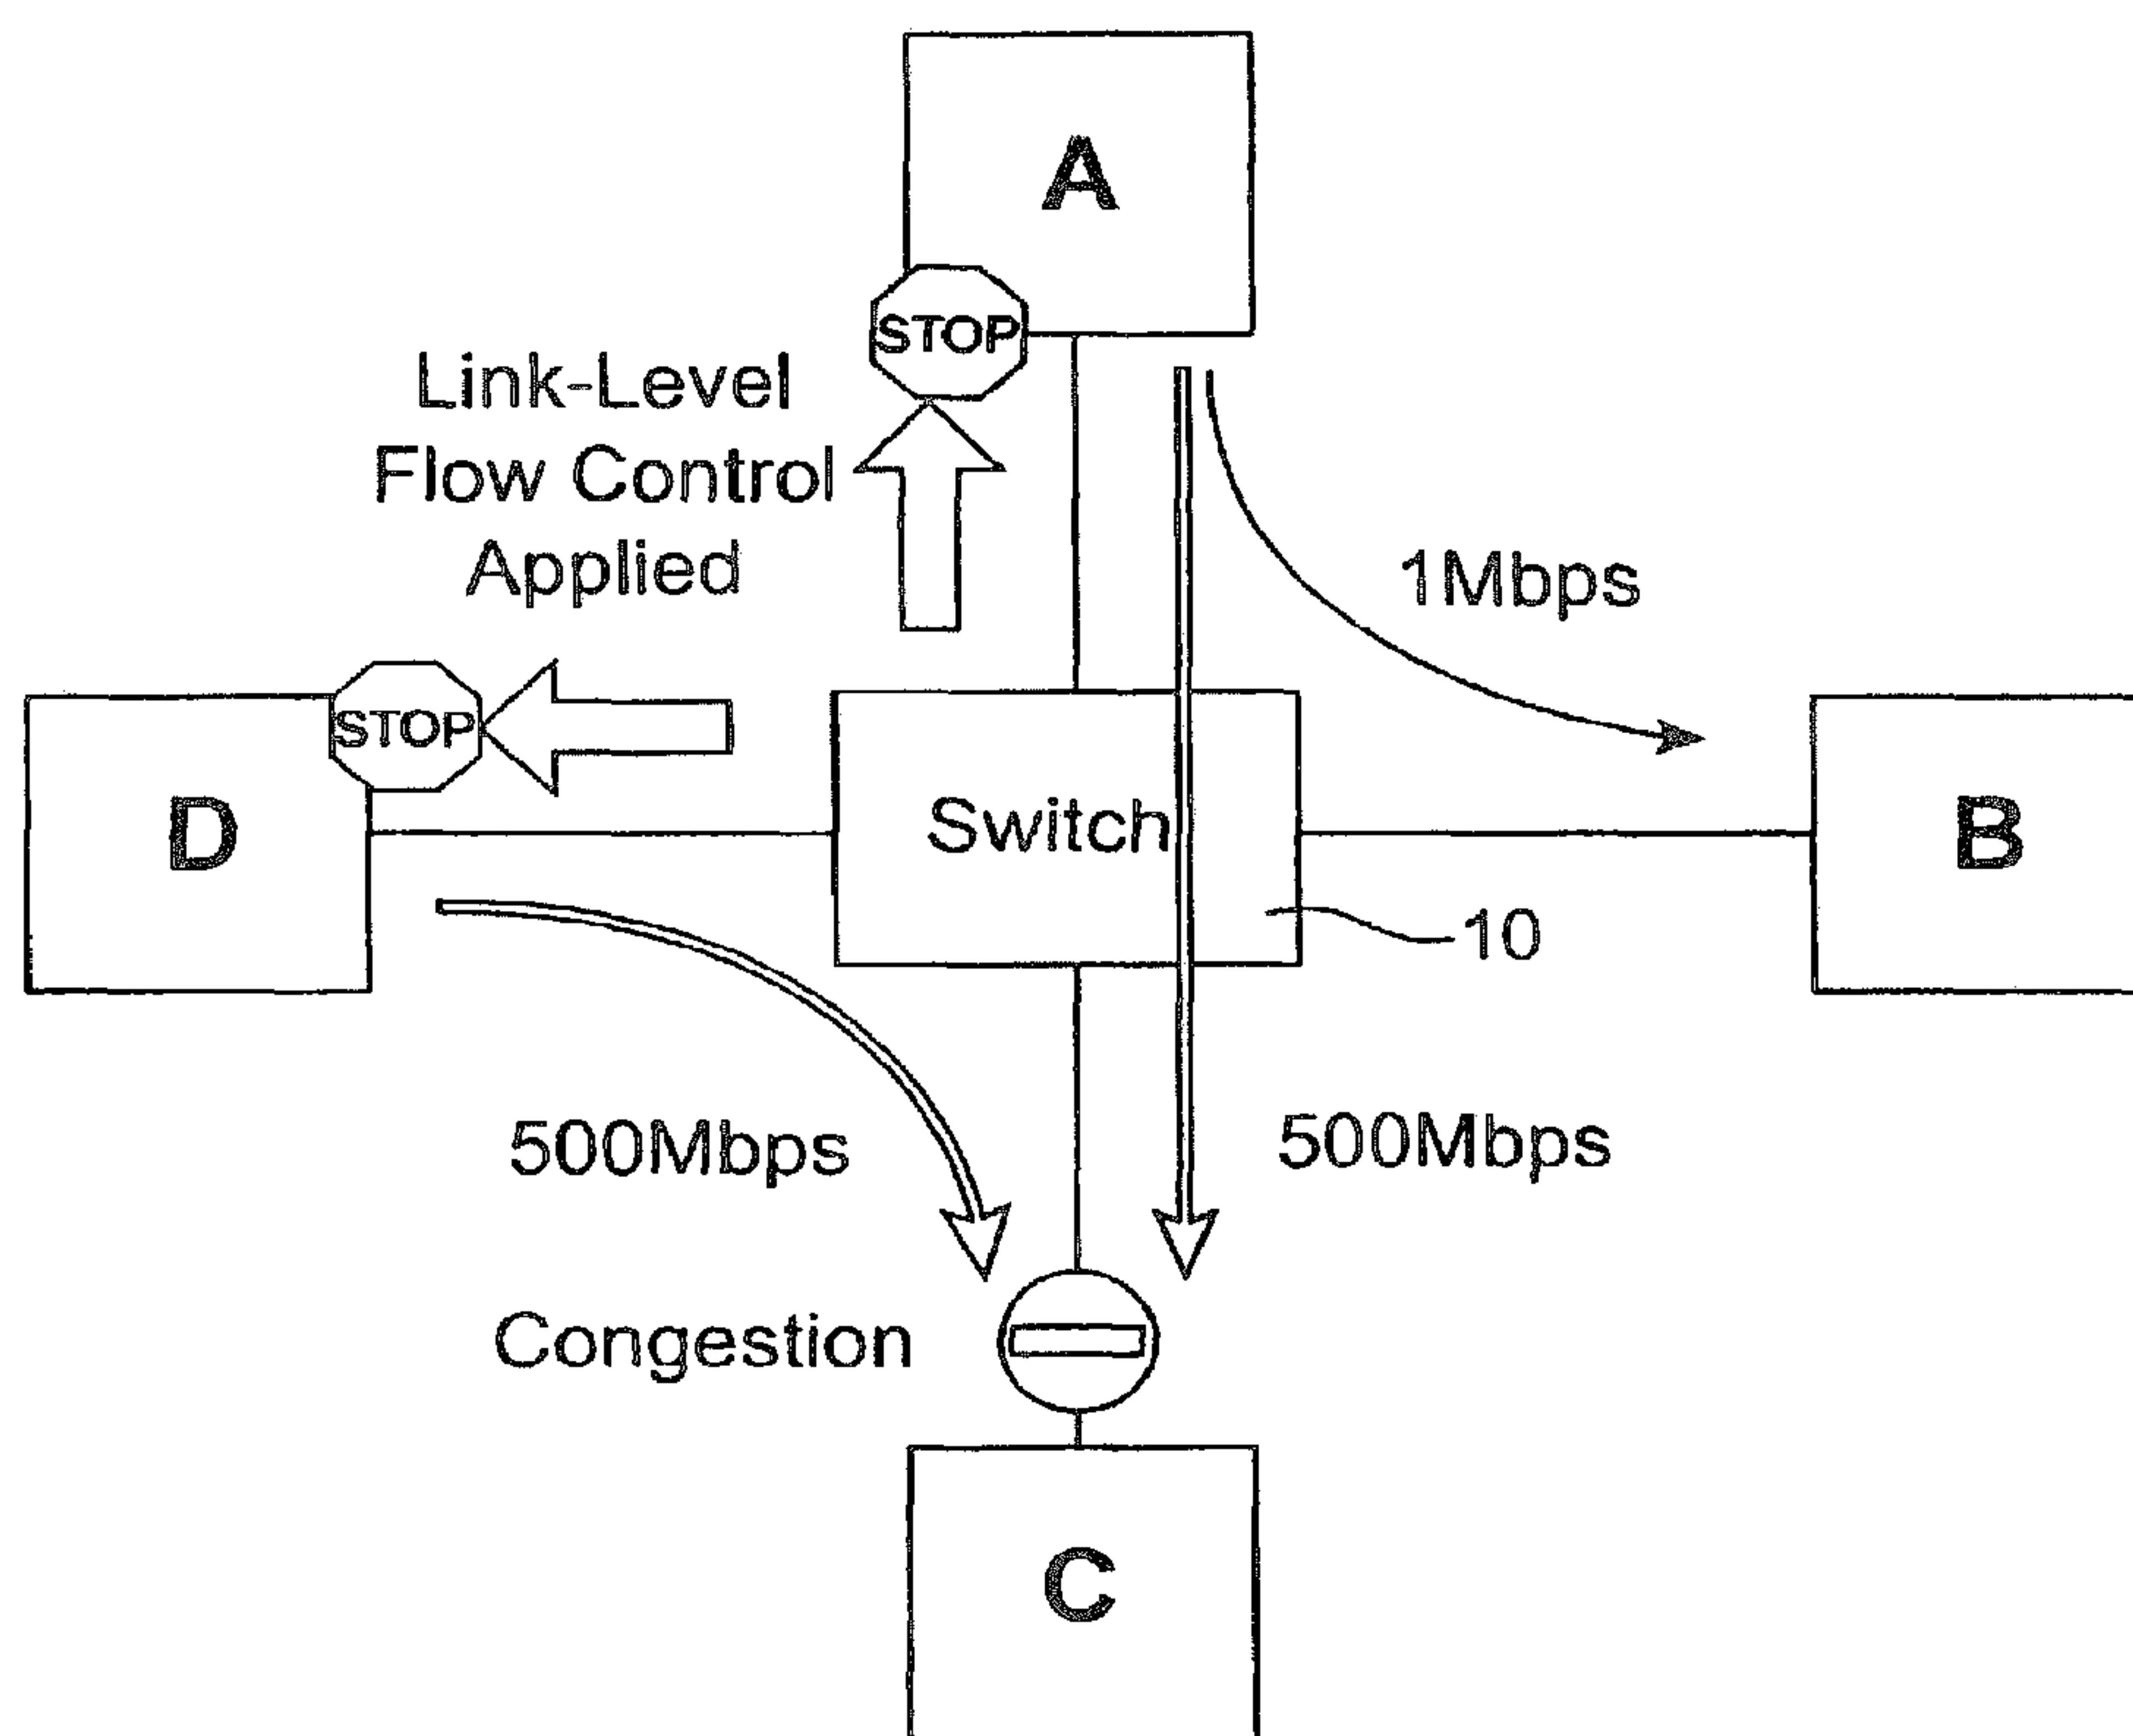 A
STOP
Link-Level
Flow Control
Applied
1Mbps
STOP
D
Switch
B
10
500Mbps
500Mbps
Congestion
C